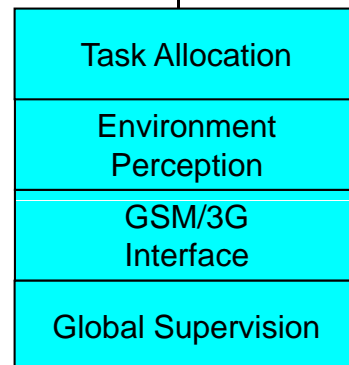 Task Allocation
Environment
Perception
GSM/3G
Interface
Global Supervision